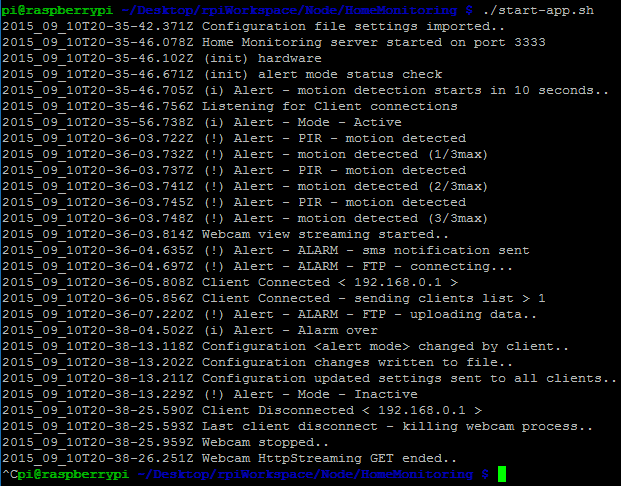 pi@raspberrypi ~/Desktop/rpiWorkspace/Node/HomeMonitoring $ ./start-app.sh
2015_09_10T20-35-42.371Z Configuration file settings imported..
2015_09_10T20-35-46.078Z Home Monitoring server started on port 3333
2015_09_10T20-35-46.102Z (init) hardware
2015_09_10T20-35-46.671Z (init) alert mode status check
2015_09_10T20-35-46.705Z (i) Alert - motion detection starts in 10 seconds..
2015_09_10T20-35-46.756Z Listening for Client connections
2015_09_10T20-35-56.738Z (i) Alert - Mode - Active
2015_09_10T20-36-03.722Z (!) Alert - PIR - motion detected
2015_09_10T20-36-03.732Z (!) Alert - motion detected (1/3max)
2015_09_10T20-36-03.737Z (!) Alert - PIR - motion detected
2015_09_10T20-36-03.741Z (!) Alert - motion detected (2/3max)
2015_09_10T20-36-03.745Z (!) Alert - PIR - motion detected
2015_09_10T20-36-03.748Z (!) Alert - motion detected (3/3max)
2015_09_10T20-36-03.814Z Webcam view streaming started..
2015_09_10T20-36-04.635Z (!) Alert - ALARM - sms notification sent
2015_09_10T20-36-04.697Z (!) Alert - ALARM - FTP - connecting...
2015_09_10T20-36-05.808Z Client Connected < 192.168.0.1 >
2015_09_10T20-36-05.856Z Client Connected - sending clients list > 1
2015_09_10T20-36-07.220Z (!) Alert - ALARM - FTP - uploading data..
2015_09_10T20-38-04.502Z (i) Alert - Alarm over
2015_09_10T20-38-13.118Z Configuration <alert mode> changed by client..
2015_09_10T20-38-13.202Z Configuration changes written to file..
2015_09_10T20-38-13.211Z Configuration updated settings sent to all clients..
2015_09_10T20-38-13.229Z (!) Alert - Mode - Inactive
2015_09_10T20-38-25.590Z Client Disconnected < 192.168.0.1 >
2015_09_10T20-38-25.593Z Last client disconnect - killing webcam process..
2015_09_10T20-38-25.959Z Webcam stopped..
2015_09_10T20-38-26.251Z Webcam HttpStreaming GET ended..
^Cpi@raspberrypi ~/Desktop/rpiWorkspace/Node/HomeMonitoring $